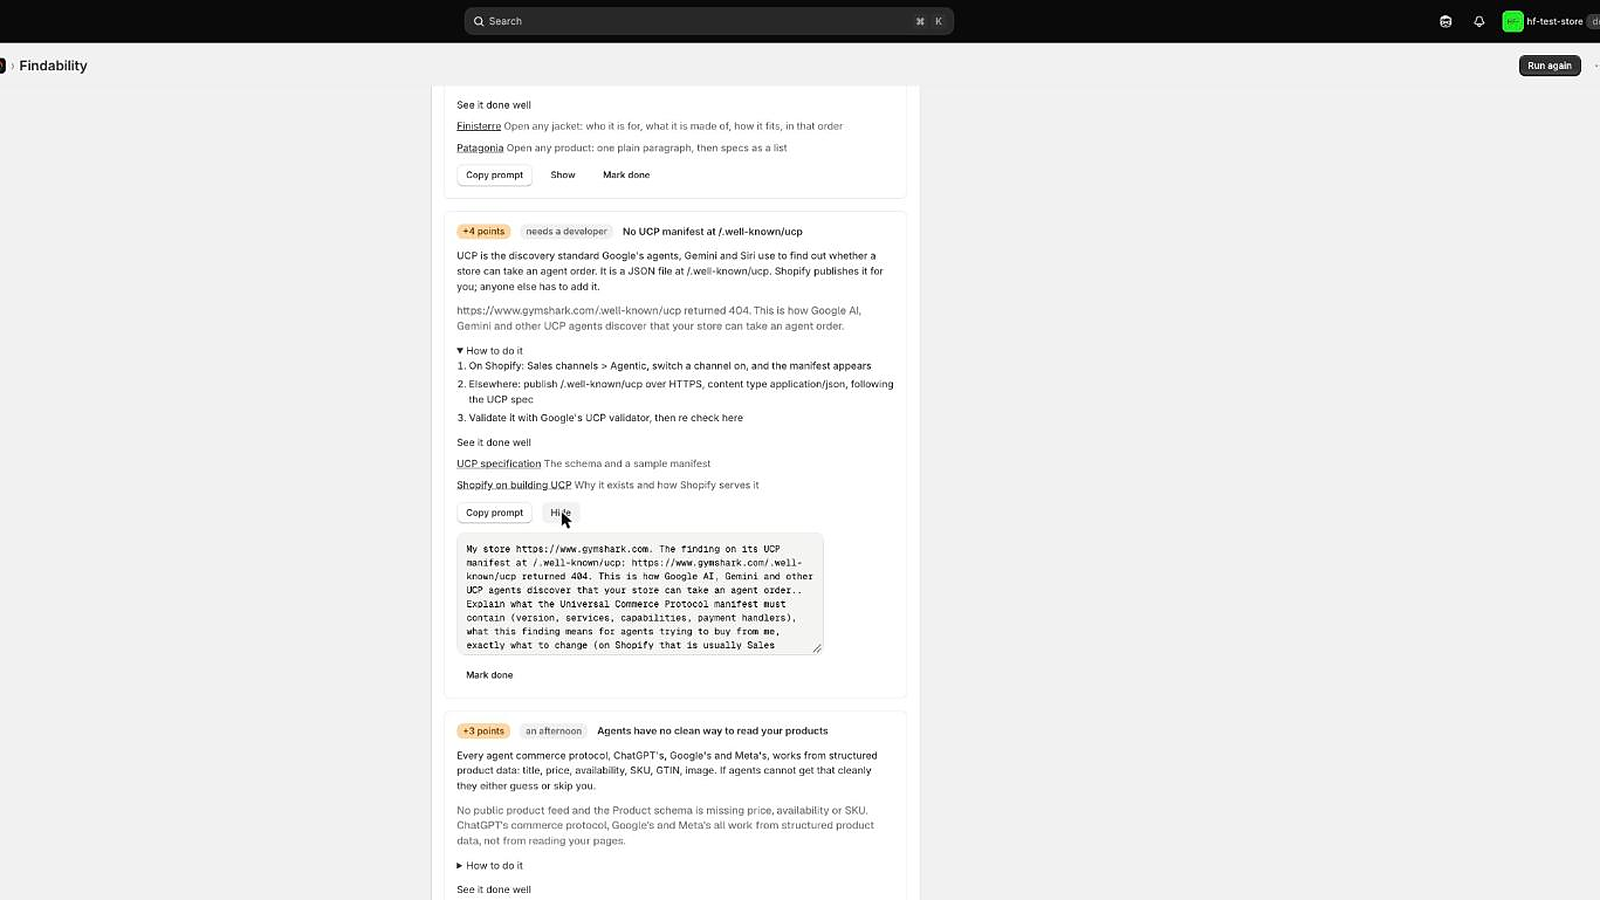 Search
⌘ K
hf-test-store
Findability
Run again
See it done well
Finisterre Open any jacket: who it is for, what it is made of, how it fits, in that order
Patagonia Open any product: one plain paragraph, then specs as a list
Copy prompt Show Mark done
+4 points needs a developer No UCP manifest at /.well-known/ucp
UCP is the discovery standard Google's agents, Gemini and Siri use to find out whether a
store can take an agent order. It is a JSON file at /.well-known/ucp. Shopify publishes it for
you; anyone else has to add it.
https://www.gymshark.com/.well-known/ucp returned 404. This is how Google AI,
Gemini and other UCP agents discover that your store can take an agent order.
▼ How to do it
1. On Shopify: Sales channels > Agentic, switch a channel on, and the manifest appears
2. Elsewhere: publish /.well-known/ucp over HTTPS, content type application/json, following
the UCP spec
3. Validate it with Google's UCP validator, then re check here
See it done well
UCP specification The schema and a sample manifest
Shopify on building UCP Why it exists and how Shopify serves it
Copy prompt Hide
My store https://www.gymshark.com. The finding on its UCP
manifest at /.well-known/ucp: https://www.gymshark.com/.well-
known/ucp returned 404. This is how Google AI, Gemini and other
UCP agents discover that your store can take an agent order..
Explain what the Universal Commerce Protocol manifest must
contain (version, services, capabilities, payment handlers),
what this finding means for agents trying to buy from me,
exactly what to change (on Shopify that is usually Sales
Mark done
+3 points an afternoon Agents have no clean way to read your products
Every agent commerce protocol, ChatGPT's, Google's and Meta's, works from structured
product data: title, price, availability, SKU, GTIN, image. If agents cannot get that cleanly
they either guess or skip you.
No public product feed and the Product schema is missing price, availability or SKU.
ChatGPT's commerce protocol, Google's and Meta's all work from structured product
data, not from reading your pages.
▶ How to do it
See it done well